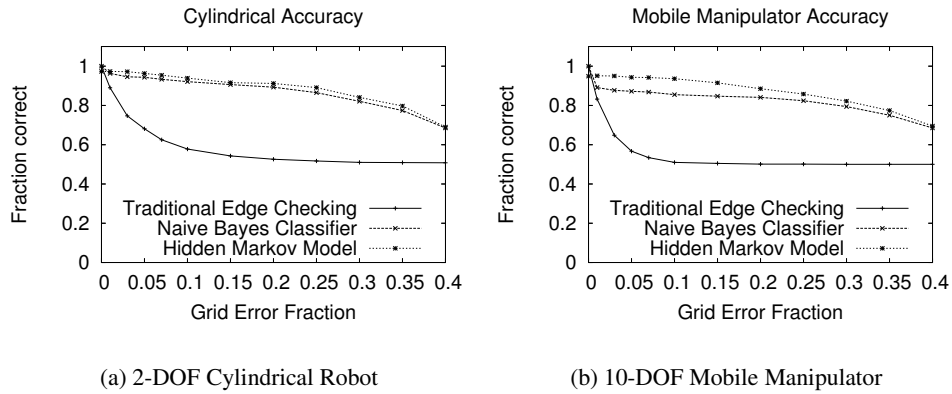 Cylindrical Accuracy
Fraction correct
1
0.8
0.6
0.4
0.2
0
Traditional Edge Checking
Naive Bayes Classifier
Hidden Markov Model
0 0.05 0.1 0.15 0.2 0.25 0.3 0.35 0.4
Grid Error Fraction
(a) 2-DOF Cylindrical Robot
Mobile Manipulator Accuracy
Fraction correct
1
0.8
0.6
0.4
0.2
0
Traditional Edge Checking
Naive Bayes Classifier
Hidden Markov Model
0 0.05 0.1 0.15 0.2 0.25 0.3 0.35 0.4
Grid Error Fraction
(b) 10-DOF Mobile Manipulator